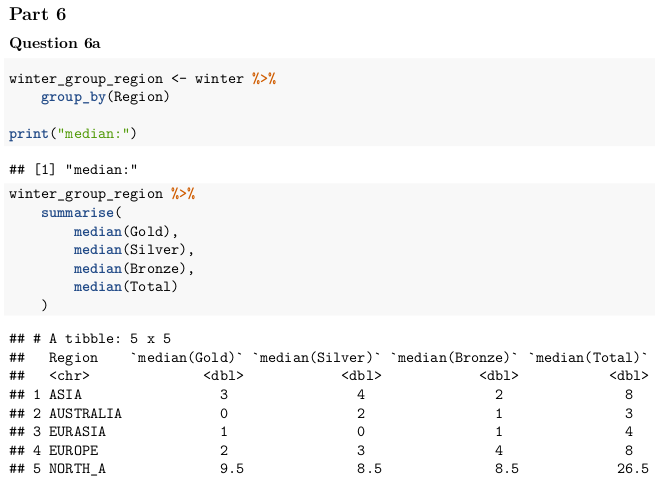 Part 6
Question 6a
winter_group_region <- winter %>%
    group_by(Region)
print("median:")
## [1] "median:"
winter_group_region %>%
    summarise(
        median(Gold),
        median(Silver),
        median(Bronze),
        median(Total)
    )
## # A tibble: 5 x 5
##   Region    `median(Gold)` `median(Silver)` `median(Bronze)` `median(Total)`
##   <chr>              <dbl>            <dbl>            <dbl>           <dbl>
## 1 ASIA                 3                4                2               8
## 2 AUSTRALIA            0                2                1               3
## 3 EURASIA              1                0                1               4
## 4 EUROPE               2                3                4               8
## 5 NORTH_A              9.5              8.5              8.5            26.5